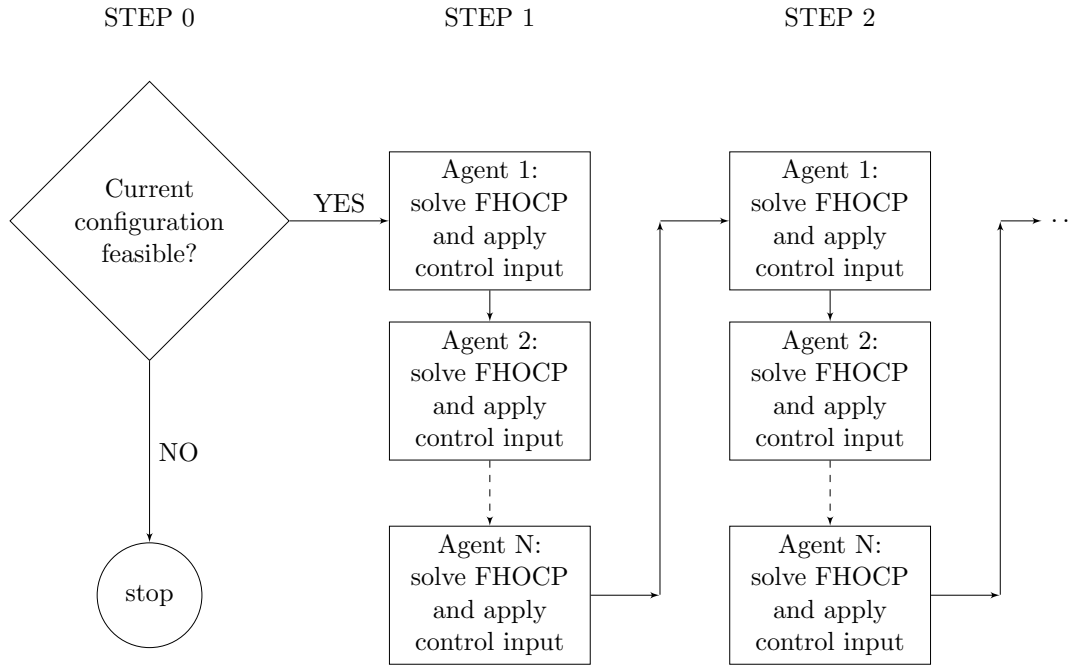 STEP 0
STEP 1
STEP 2
Current
configuration
feasible?
YES
NO
stop
Agent 1:
solve FHOCP
and apply
control input
Agent 2:
solve FHOCP
and apply
control input
Agent N:
solve FHOCP
and apply
control input
Agent 1:
solve FHOCP
and apply
control input
Agent 2:
solve FHOCP
and apply
control input
Agent N:
solve FHOCP
and apply
control input
. .